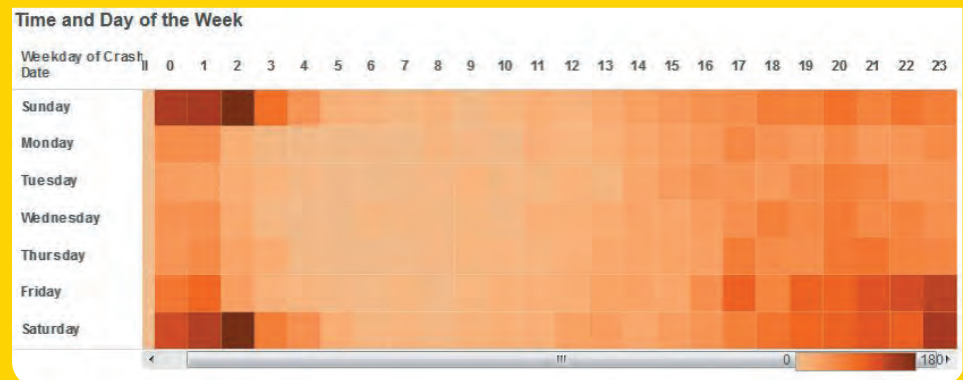 Time and Day of the Week
Weekday of Crash
Date
ll 0 1 2 3 4 5 6 7 8 9 10 11 12 13 14 15 16 17 18 19 20 21 22 23
Sunday
Monday
Tuesday
Wednesday
Thursday
Friday
Saturday
0 180